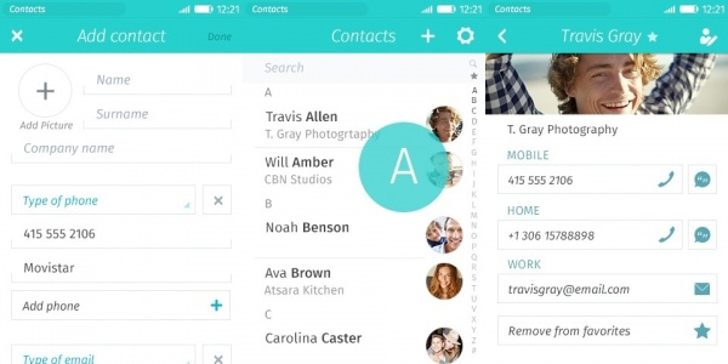 Contacts
12:21
Add contact
Done
Name
Surname
Add Picture
Company name
Type of phone
415 555 2106
Movistar
Add phone
Type of email
Contacts
12:21
Contacts
Search
A
Travis Allen
T. Gray Photogrtaphy
Will Amber
CBN Studios
B
Noah Benson
Ava Brown
Atsara Kitchen
C
Carolina Caster
A
A
B
C
D
E
F
G
H
I
J
K
L
M
N
O
P
Q
R
S
T
U
V
W
X
Y
Z
Contacts
12:21
Travis Gray
T. Gray Photography
MOBILE
415 555 2106
HOME
+1 306 15788898
WORK
travisgray@email.com
Remove from favorites